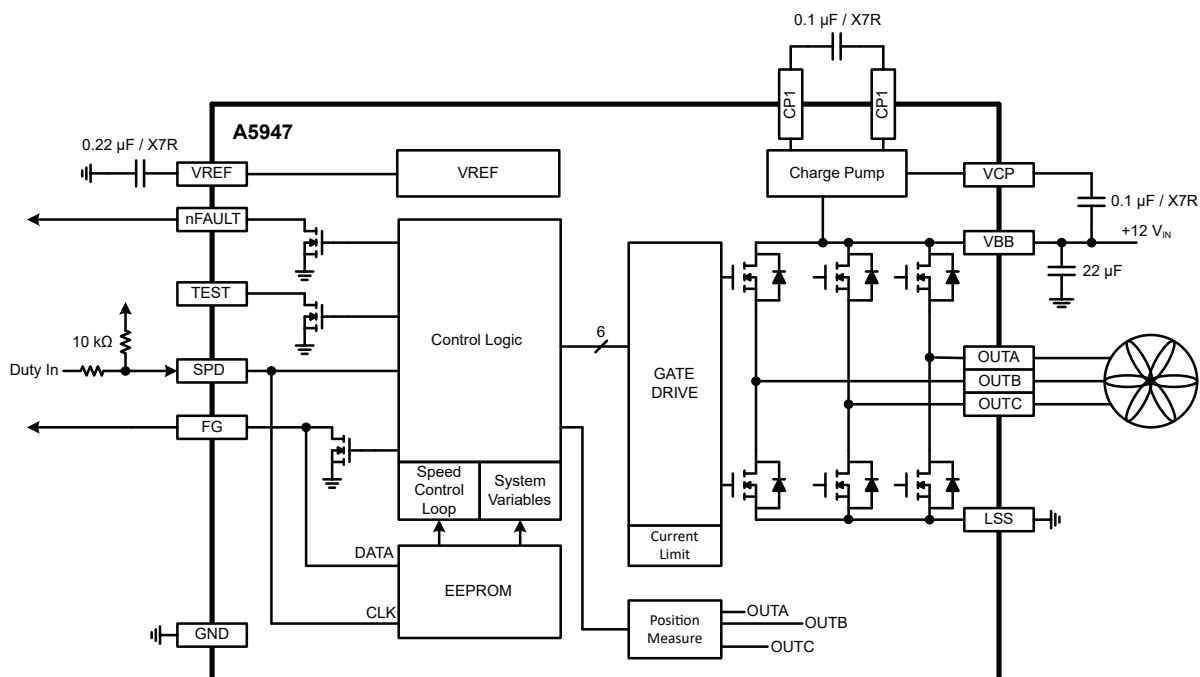 0.1 µF / X7R
CP1
CP1
A5947
0.22 µF / X7R
VREF
VREF
Charge Pump
VCP
0.1 µF / X7R
nFAULT
+12 VIN
VBB
22 µF
TEST
10 kΩ
Control Logic
6
GATE
DRIVE
OUTA
OUTB
OUTC
Duty In
SPD
FG
Speed
Control
Loop
System
Variables
LSS
Current
Limit
DATA
EEPROM
CLK
Position
Measure
OUTA
OUTB
OUTC
GND